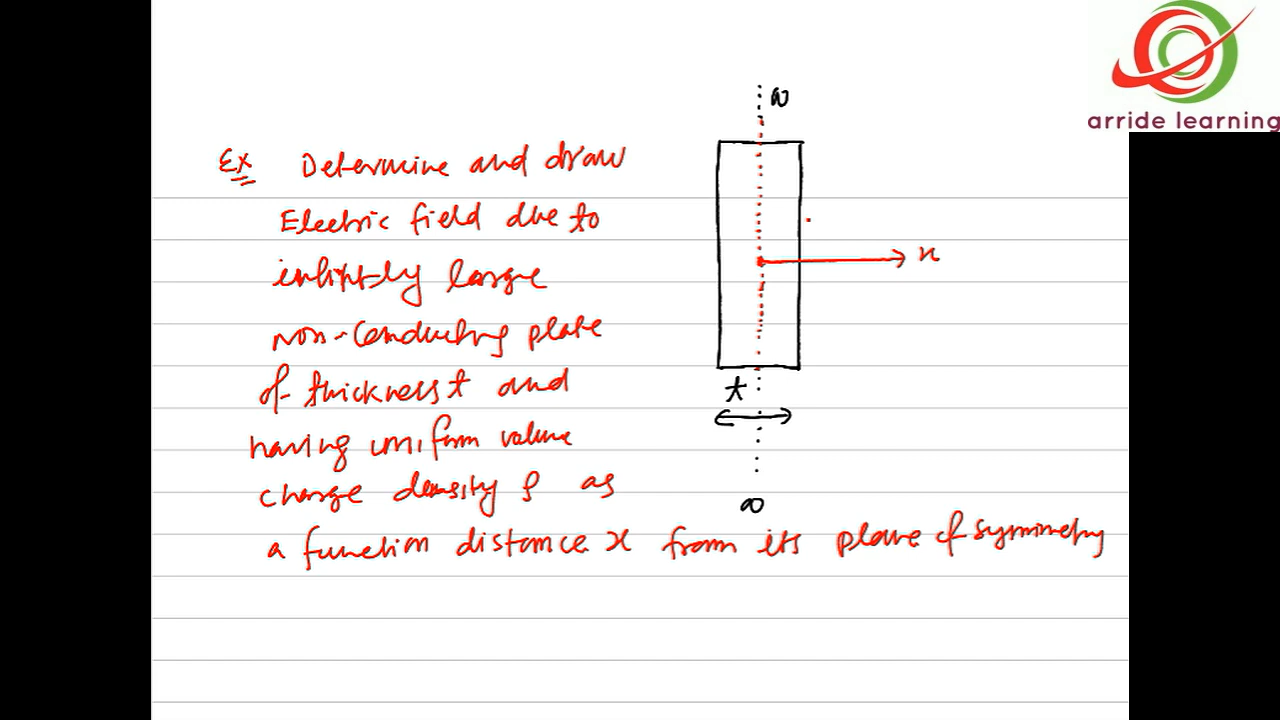 arride learning
∞
Ex Determine and draw
Electric field due to
infinitely large
x
non-conducting plate
of thickness t and
t
having uniform volume
charge density ρ as
∞
a function distance x from its plane of symmetry